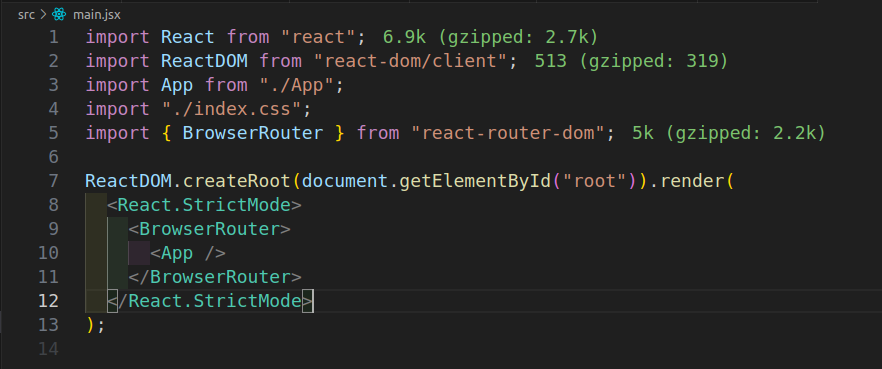 src > main.jsx
1 import React from "react"; 6.9k (gzipped: 2.7k)
2 import ReactDOM from "react-dom/client"; 513 (gzipped: 319)
3 import App from "./App";
4 import "./index.css";
5 import { BrowserRouter } from "react-router-dom"; 5k (gzipped: 2.2k)
6
7 ReactDOM.createRoot(document.getElementById("root")).render(
8   <React.StrictMode>
9     <BrowserRouter>
10       <App />
11     </BrowserRouter>
12   </React.StrictMode>
13 );
14